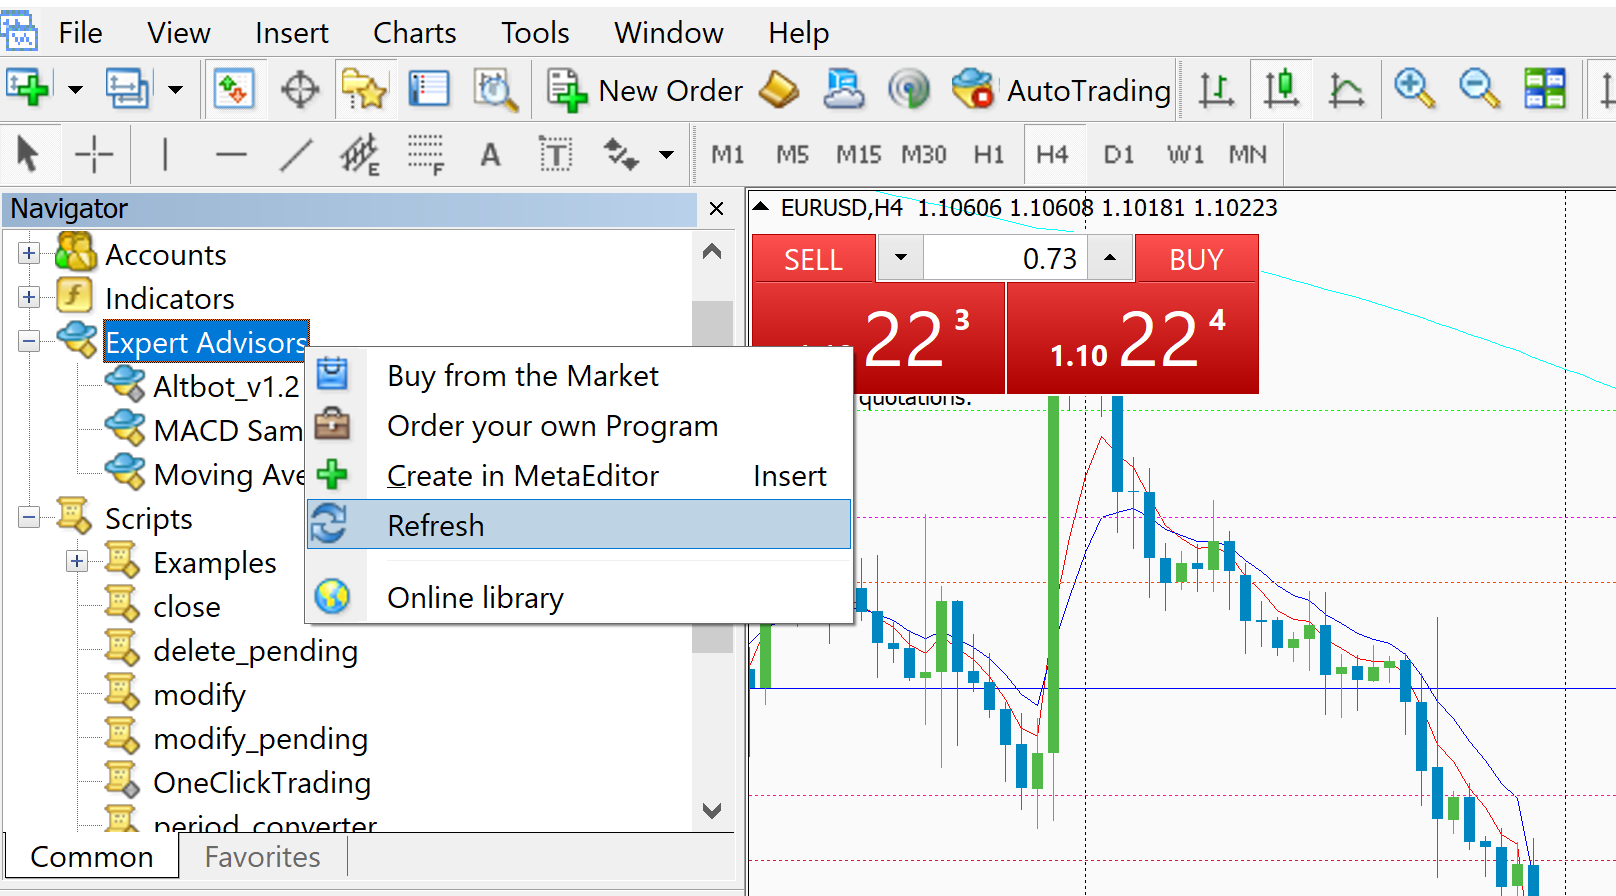 File View Insert Charts Tools Window Help
New Order AutoTrading
E F A T M1 M5 M15 M30 H1 H4 D1 W1 MN
Navigator
EURUSD,H4 1.10606 1.10608 1.10181 1.10223
Accounts
SELL 0.73 BUY
Indicators
Expert Advisors
22 3
1.10 22 4
Buy from the Market
Altbot_v1.2
quotations.
Order your own Program
MACD Sam
Create in MetaEditor Insert
Moving Ave
Refresh
Scripts
Examples
Online library
close
delete_pending
modify
modify_pending
OneClickTrading
period_converter
Common Favorites